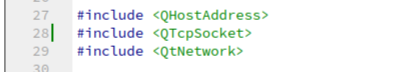 27 #include <QHostAddress>
28 #include <QTcpSocket>
29 #include <QtNetwork>
30